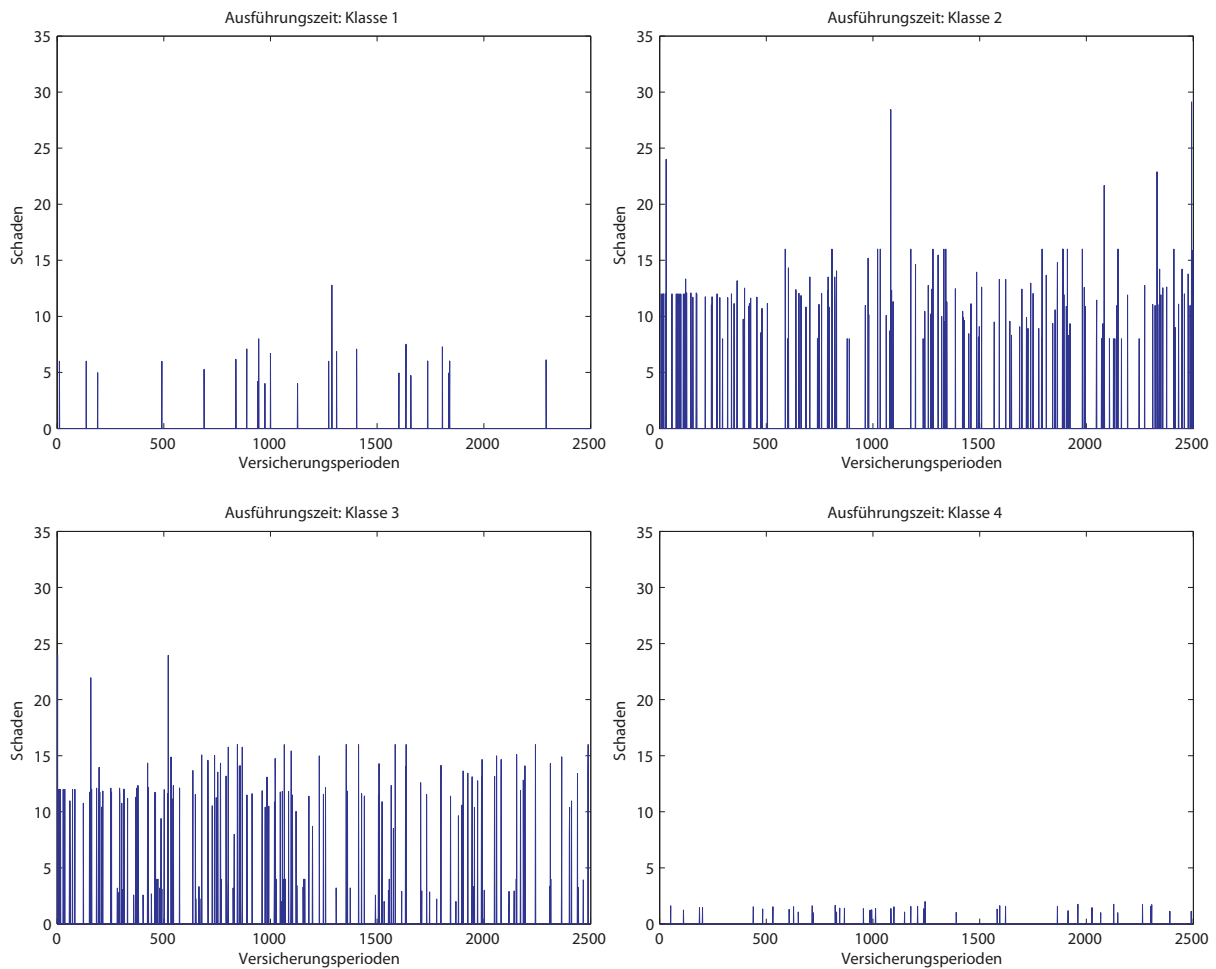 Ausführungszeit: Klasse 1
35
30
25
20
15
10
5
0
Schaden
0 500 1000 1500 2000 2500
Versicherungsperioden
Ausführungszeit: Klasse 2
35
30
25
20
15
10
5
0
Schaden
0 500 1000 1500 2000 2500
Versicherungsperioden
Ausführungszeit: Klasse 3
35
30
25
20
15
10
5
0
Schaden
0 500 1000 1500 2000 2500
Versicherungsperioden
Ausführungszeit: Klasse 4
35
30
25
20
15
10
5
0
Schaden
0 500 1000 1500 2000 2500
Versicherungsperioden